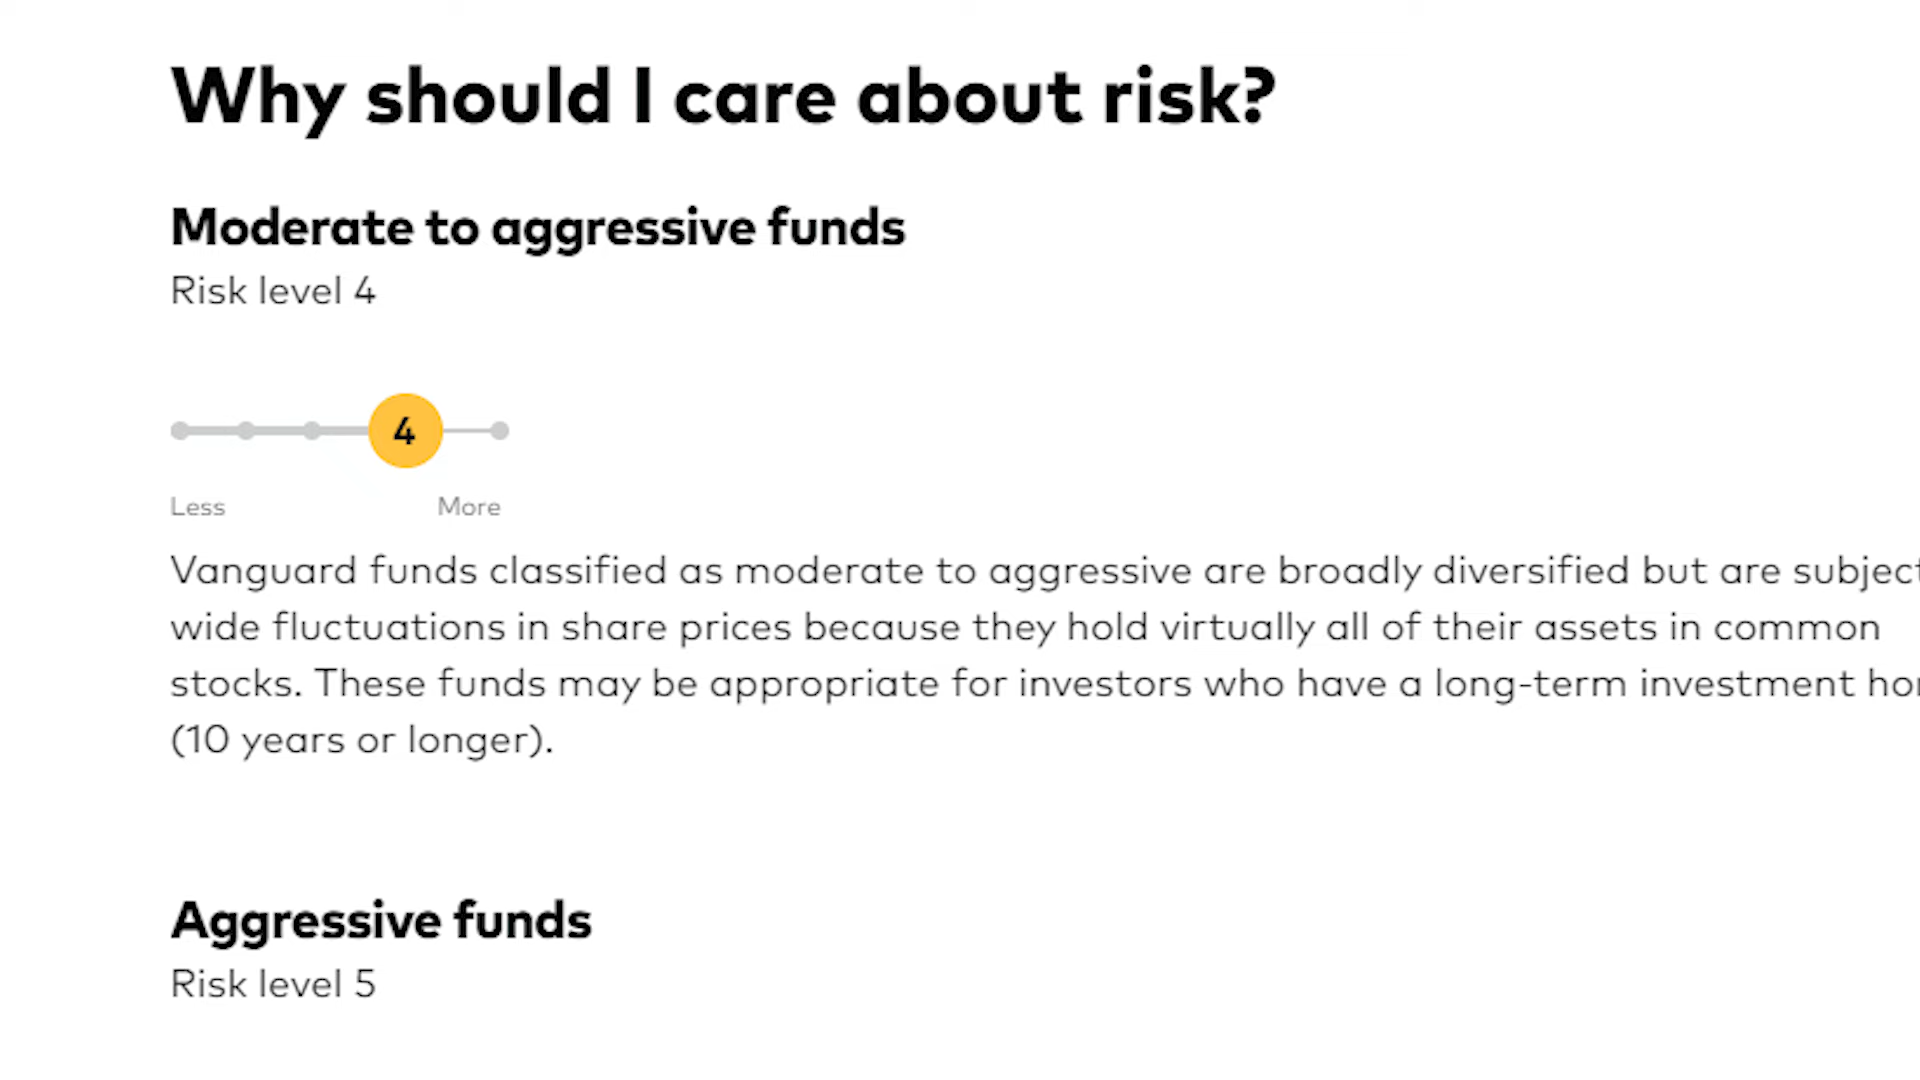 Why should I care about risk?
Moderate to aggressive funds
Risk level 4
4
Less More
Vanguard funds classified as moderate to aggressive are broadly diversified but are subject
wide fluctuations in share prices because they hold virtually all of their assets in common
stocks. These funds may be appropriate for investors who have a long-term investment
(10 years or longer).
Aggressive funds
Risk level 5